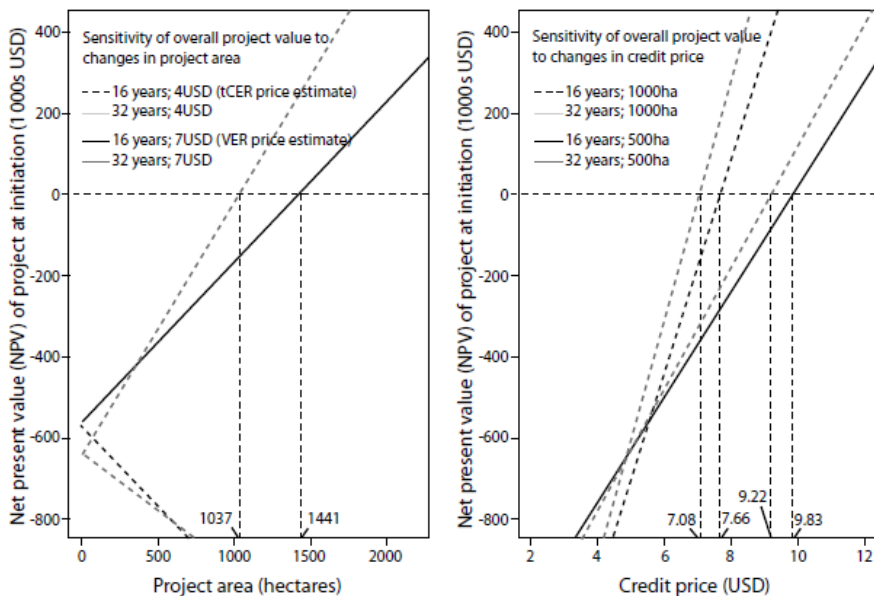 Sensitivity of overall project value to
changes in project area
16 years; 4USD (tCER price estimate)
32 years; 4USD
16 years; 7USD (VER price estimate)
32 years; 7USD
Net present value (NPV) of project at initiation (1 000s USD)
400
200
0
-200
-400
-600
-800
1037
1441
0
500
1000
1500
2000
Project area (hectares)
Sensitivity of overall project value
to changes in credit price
16 years; 1000ha
32 years; 1000ha
16 years; 500ha
32 years; 500ha
Net present value (NPV) of project at initiation (1000 s USD)
400
200
0
-200
-400
-600
-800
9.22
7.08
7.66
9.83
2
4
6
8
10
12
Credit price (USD)